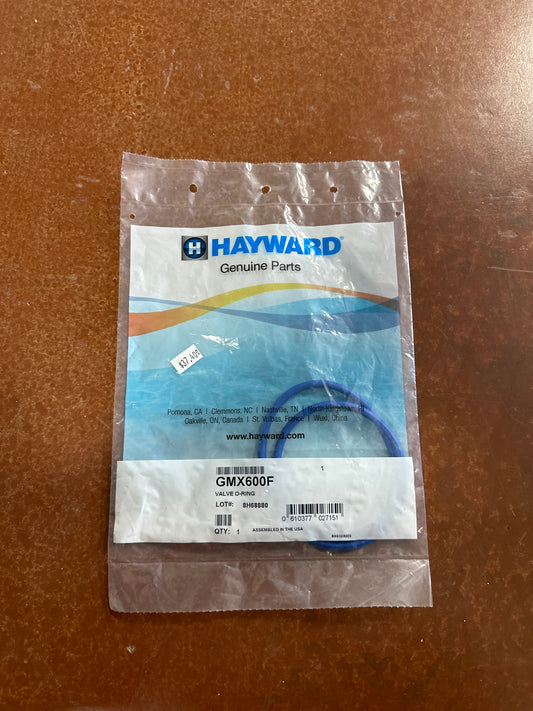 H HAYWARD®
Genuine Parts
$37.40
Pomona, CA | Clemmons, NC | Nashville, TN | North Kingstown, RI
Oakville, ON, Canada | St. Vulbas, France | Wuxi, China
www.hayward.com
1
GMX600F
VALVE O-RING
LOT#: BH68880
0 610377 027151
QTY: 1
ASSEMBLED IN THE USA